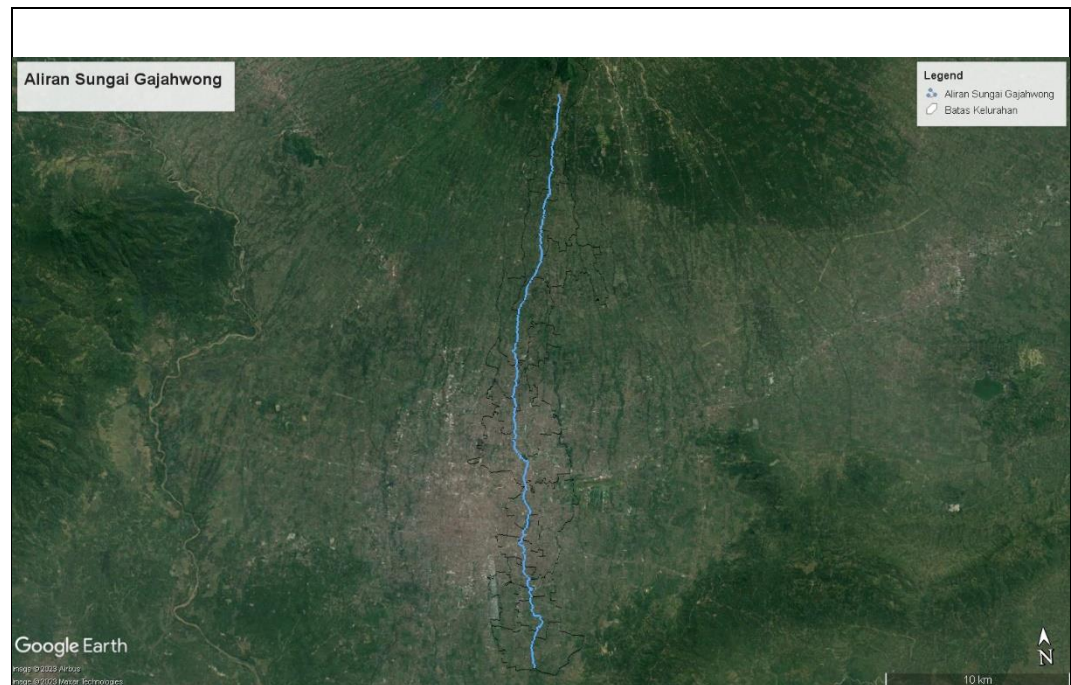 Aliran Sungai Gajahwong
Legend
Aliran Sungai Gajahwong
Batas Kelurahan
Google Earth
Image © 2023 Airbus
Image © 2023 Maxar Technologies
N
10 km